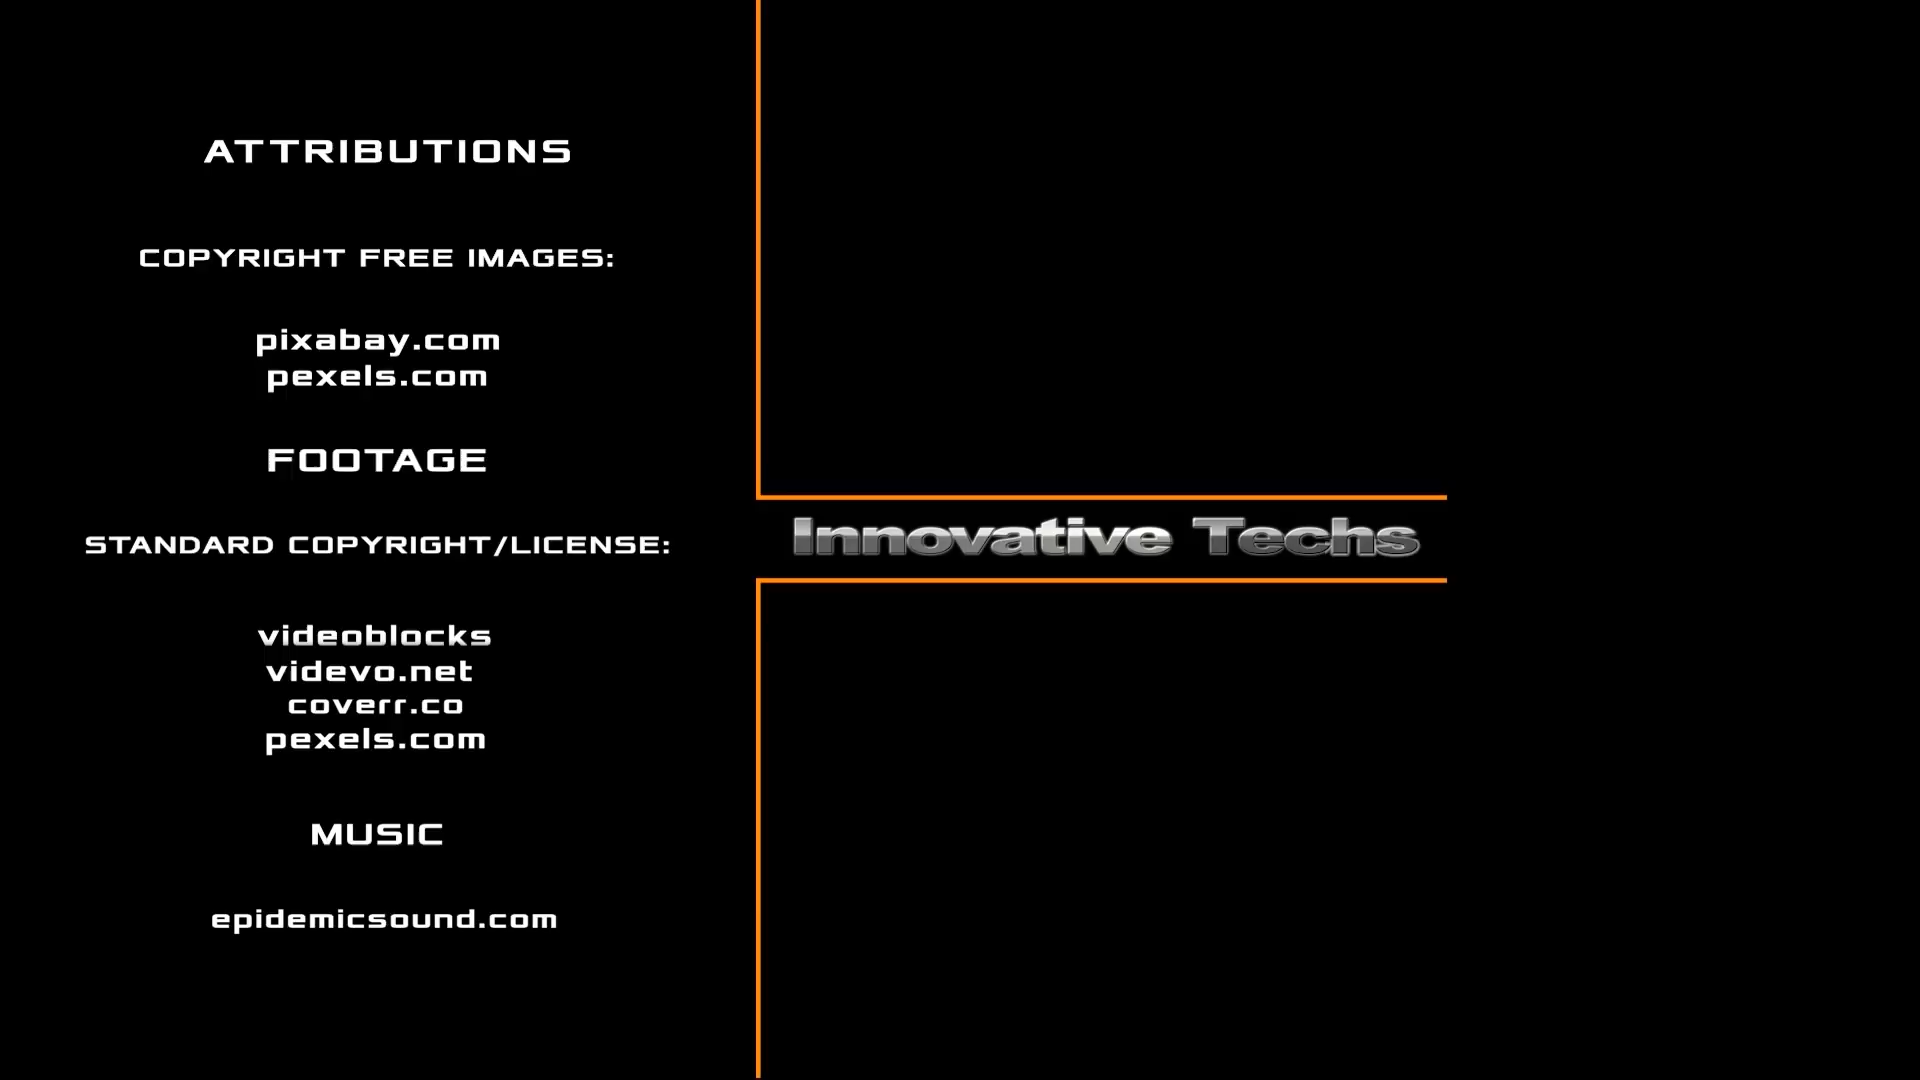 ATTRIBUTIONS
COPYRIGHT FREE IMAGES:
pixabay.com
pexels.com
FOOTAGE
STANDARD COPYRIGHT/LICENSE:
videoblocks
videvo.net
coverr.co
pexels.com
MUSIC
epidemicsound.com
Innovative Techs